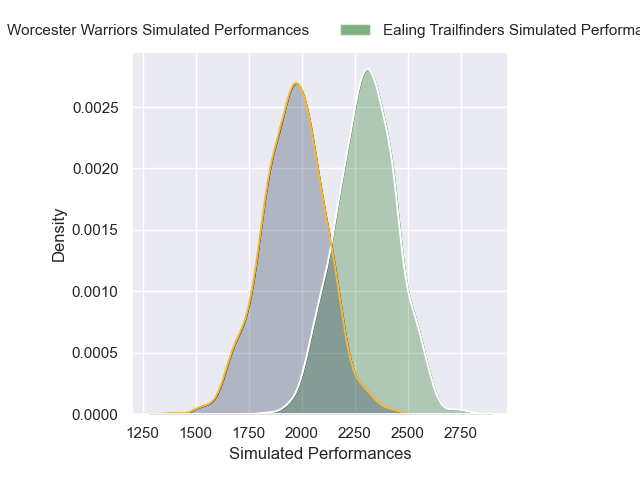 Worcester Warriors Simulated Performances
Ealing Trailfinders Simulated Performa
0.0025
0.0020
0.0015
0.0010
0.0005
0.0000
Density
1250 1500 1750 2000 2250 2500 2750
Simulated Performances